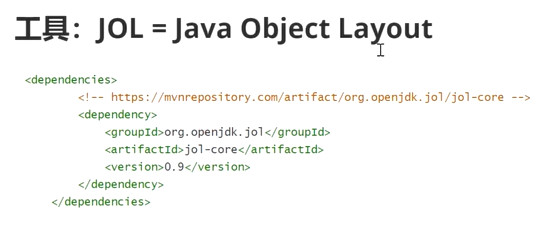 工具：JOL = Java Object Layout
<dependencies>
<!-- https://mvnrepository.com/artifact/org.openjdk.jol/jol-core -->
<dependency>
<groupId>org.openjdk.jol</groupId>
<artifactId>jol-core</artifactId>
<version>0.9</version>
</dependency>
</dependencies>